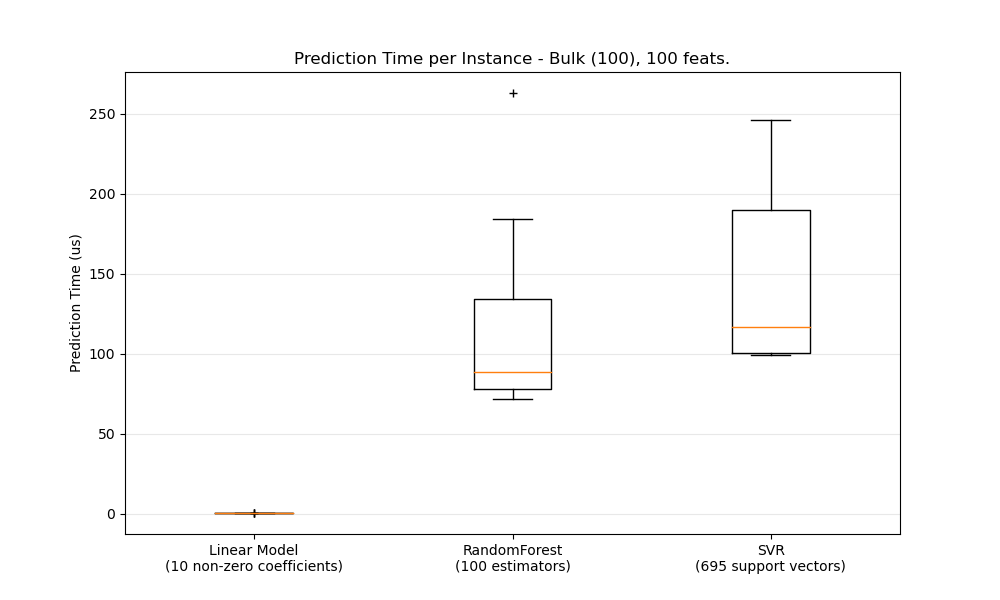 Prediction Time per Instance - Bulk (100), 100 feats.
Prediction Time (us)
250
200
150
100
50
0
Linear Model
(10 non-zero coefficients)
RandomForest
(100 estimators)
SVR
(695 support vectors)